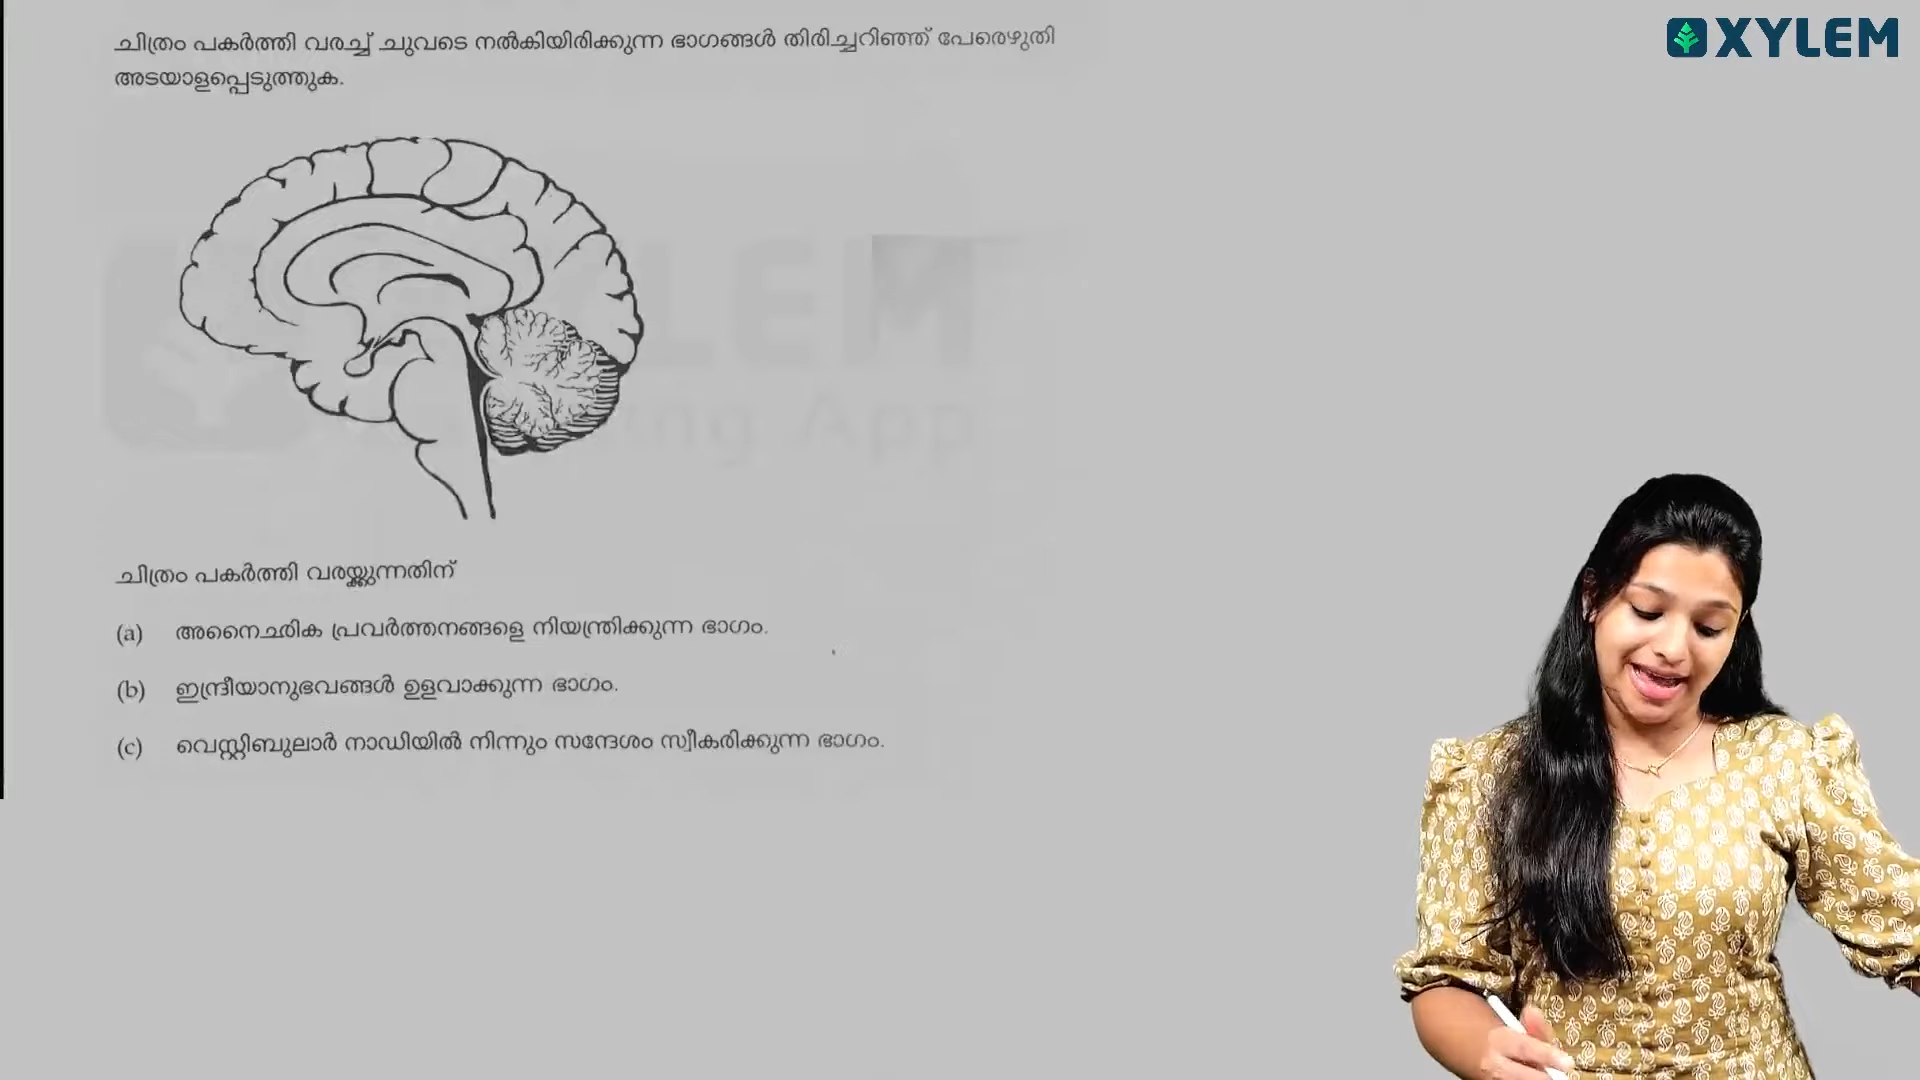 XYLEM
ചിത്രം പകർത്തി വരച്ച് ചുവടെ നൽകിയിരിക്കുന്ന ഭാഗങ്ങൾ തിരിച്ചറിഞ്ഞ് പേരെഴുതി
അടയാളപ്പെടുത്തുക.
ചിത്രം പകർത്തി വരയ്ക്കുന്നതിന്
(a) അനൈഛിക പ്രവർത്തനങ്ങളെ നിയന്ത്രിക്കുന്ന ഭാഗം.
(b) ഇന്ദ്രീയാനുഭവങ്ങൾ ഉളവാക്കുന്ന ഭാഗം.
(c) വെസ്റ്റിബുലാർ നാഡിയിൽ നിന്നും സന്ദേശം സ്വീകരിക്കുന്ന ഭാഗം.